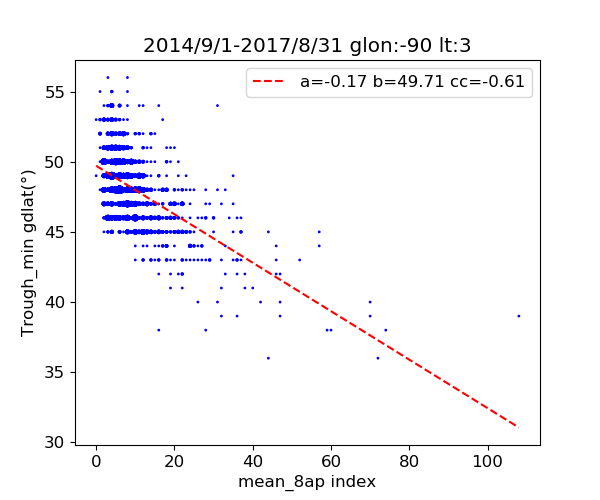 2014/9/1-2017/8/31 glon:-90 lt:3
a=-0.17 b=49.71 cc=-0.61
55
50
45
40
35
30
Trough_min gdlat(°)
0 20 40 60 80 100
mean_8ap index